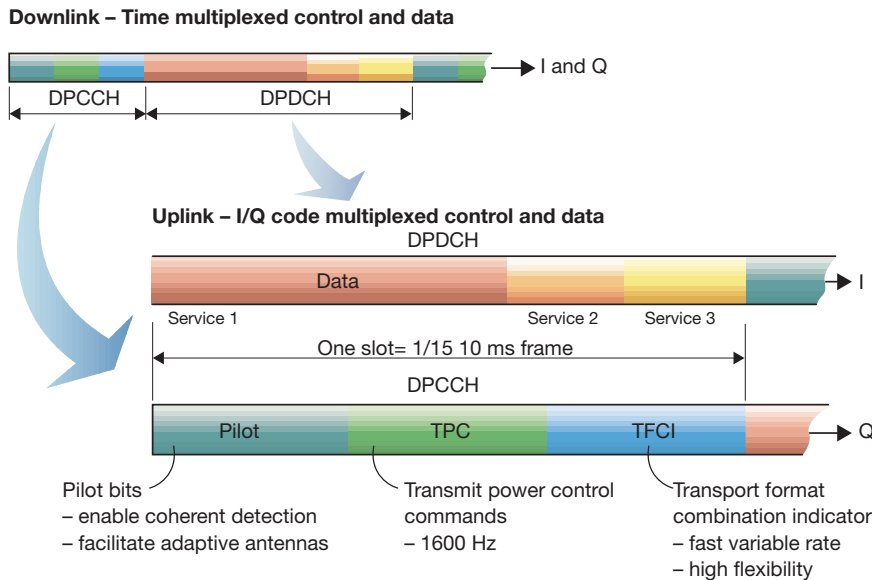 Downlink – Time multiplexed control and data
I and Q
DPCCH
DPDCH
Uplink – I/Q code multiplexed control and data
DPDCH
Data
I
Service 1
Service 2
Service 3
One slot= 1/15 10 ms frame
DPCCH
Pilot
TPC
TFCI
Q
Pilot bits
– enable coherent detection
– facilitate adaptive antennas
Transmit power control
commands
– 1600 Hz
Transport format
combination indicator
– fast variable rate
– high flexibility